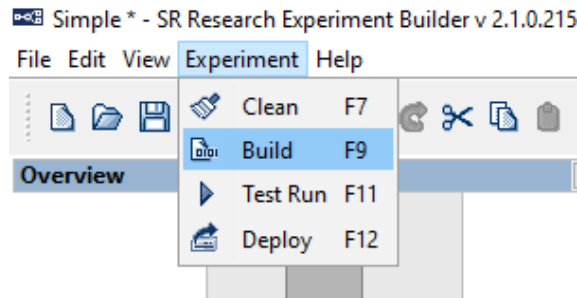 Simple * - SR Research Experiment Builder v 2.1.0.215
File Edit View Experiment Help
Clean F7
Build F9
Overview
Test Run F11
Deploy F12